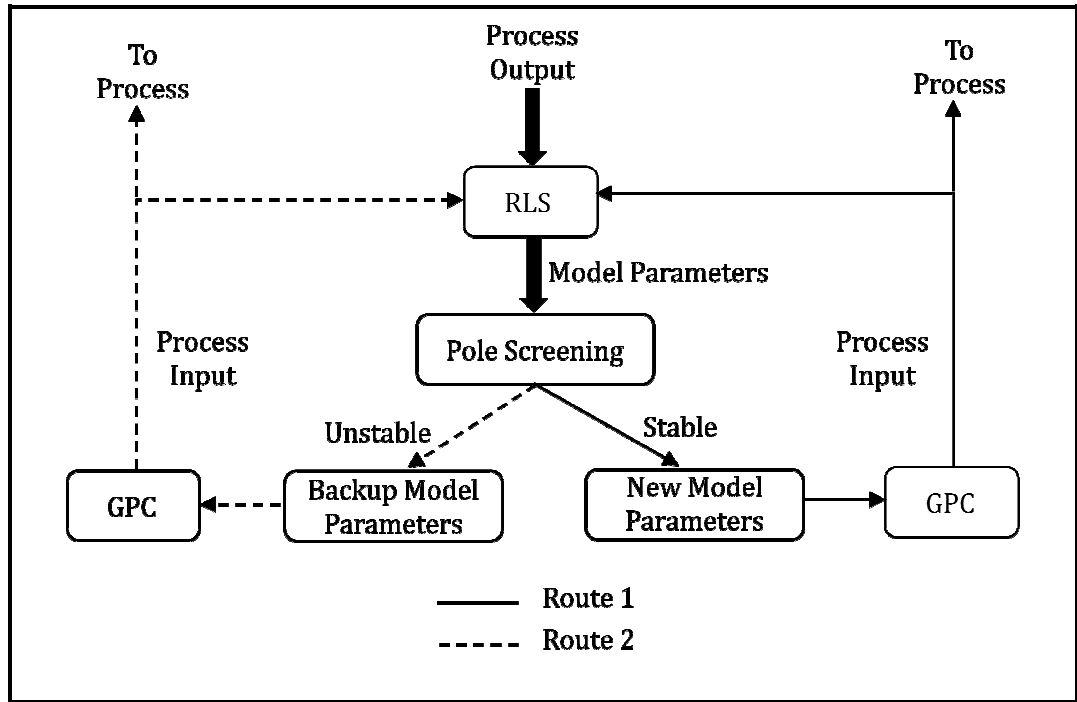 To
Process
Process
Output
To
Process
RLS
Model Parameters
Process
Input
Pole Screening
Process
Input
Unstable
Stable
GPC
Backup Model
Parameters
New Model
Parameters
GPC
Route 1
Route 2